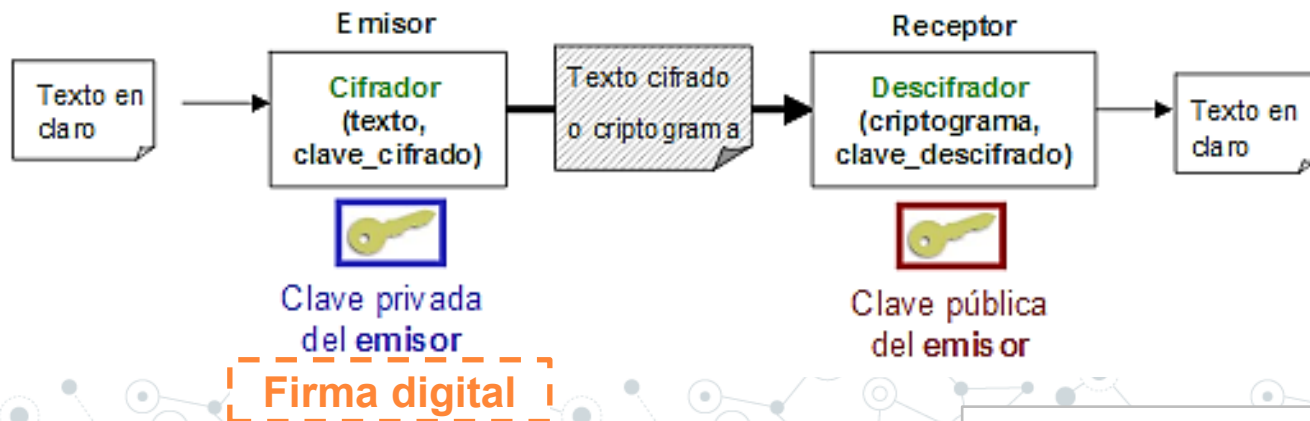 Emisor
Receptor
Texto en
claro
Cifrador
(texto,
clave_cifrado)
Texto cifrado
o criptograma
Descifrador
(criptograma,
clave_descifrado)
Texto en
claro
Clave privada
del emisor
Clave pública
del emisor
Firma digital